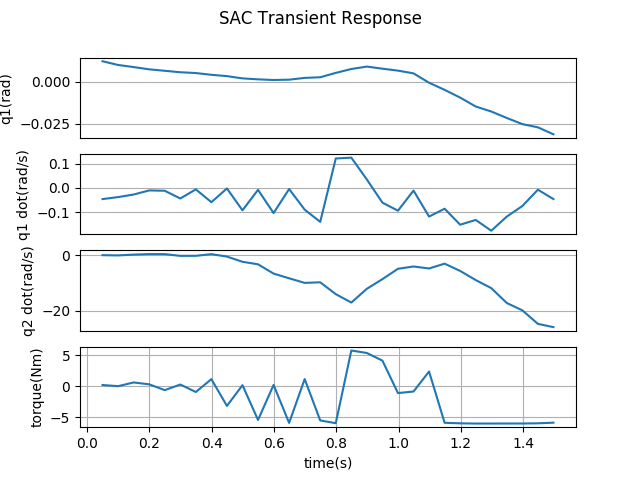 SAC Transient Response
0.000
−0.025
q1(rad)
0.1
0.0
−0.1
q1 dot(rad/s)
0
−20
q2 dot(rad/s)
5
0
−5
torque(Nm)
0.0 0.2 0.4 0.6 0.8 1.0 1.2 1.4
time(s)